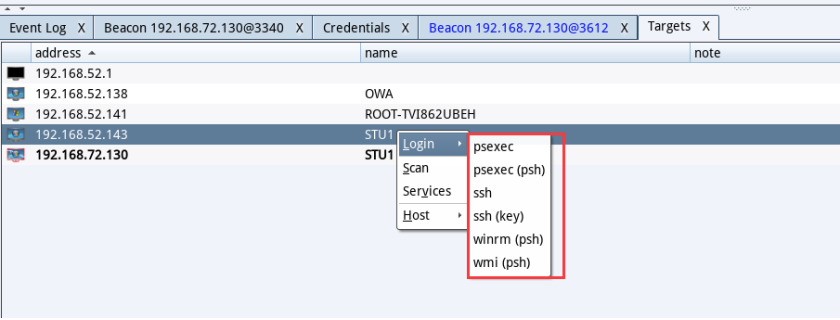 Event Log X Beacon 192.168.72.130@3340 X Credentials X Beacon 192.168.72.130@3612 X Targets X
address name note
192.168.52.1
192.168.52.138 OWA
192.168.52.141 ROOT-TVI862UBEH
192.168.52.143 STU1
192.168.72.130 STU1
Login
Scan
Services
Host
psexec
psexec (psh)
ssh
ssh (key)
winrm (psh)
wmi (psh)